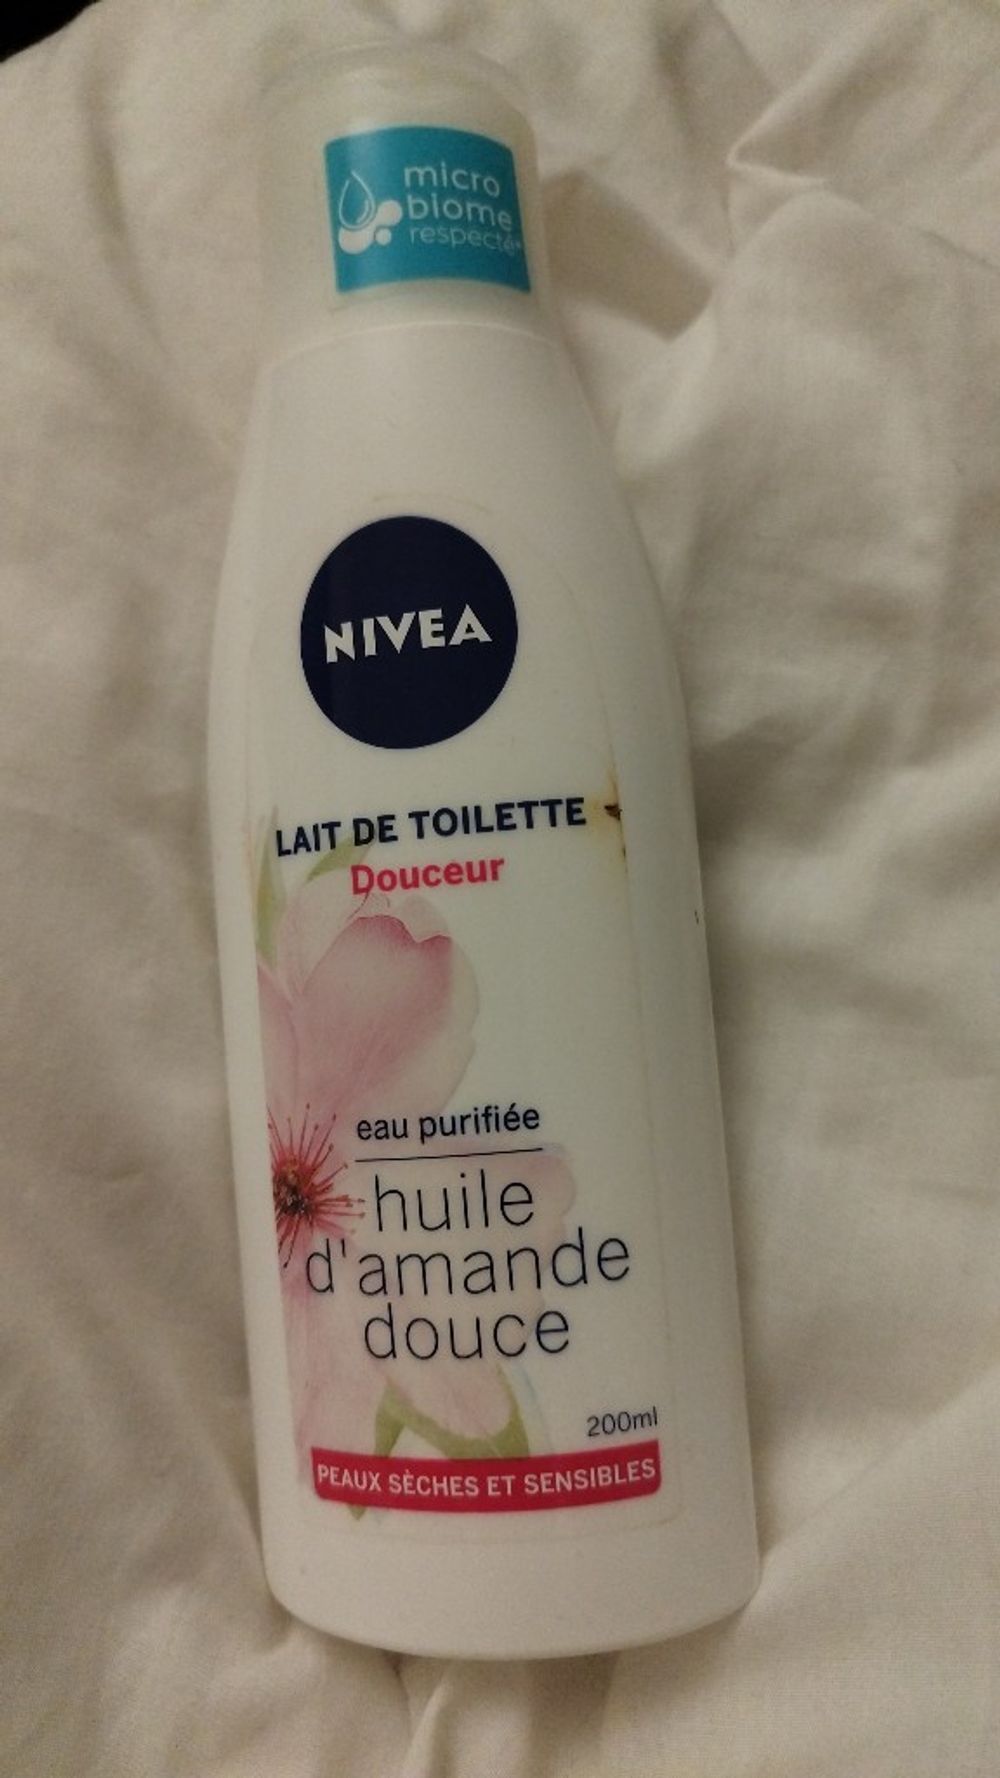 micro
biome
respecté*
NIVEA
LAIT DE TOILETTE
Douceur
eau purifiée
huile
d'amande
douce
200ml
PEAUX SÈCHES ET SENSIBLES